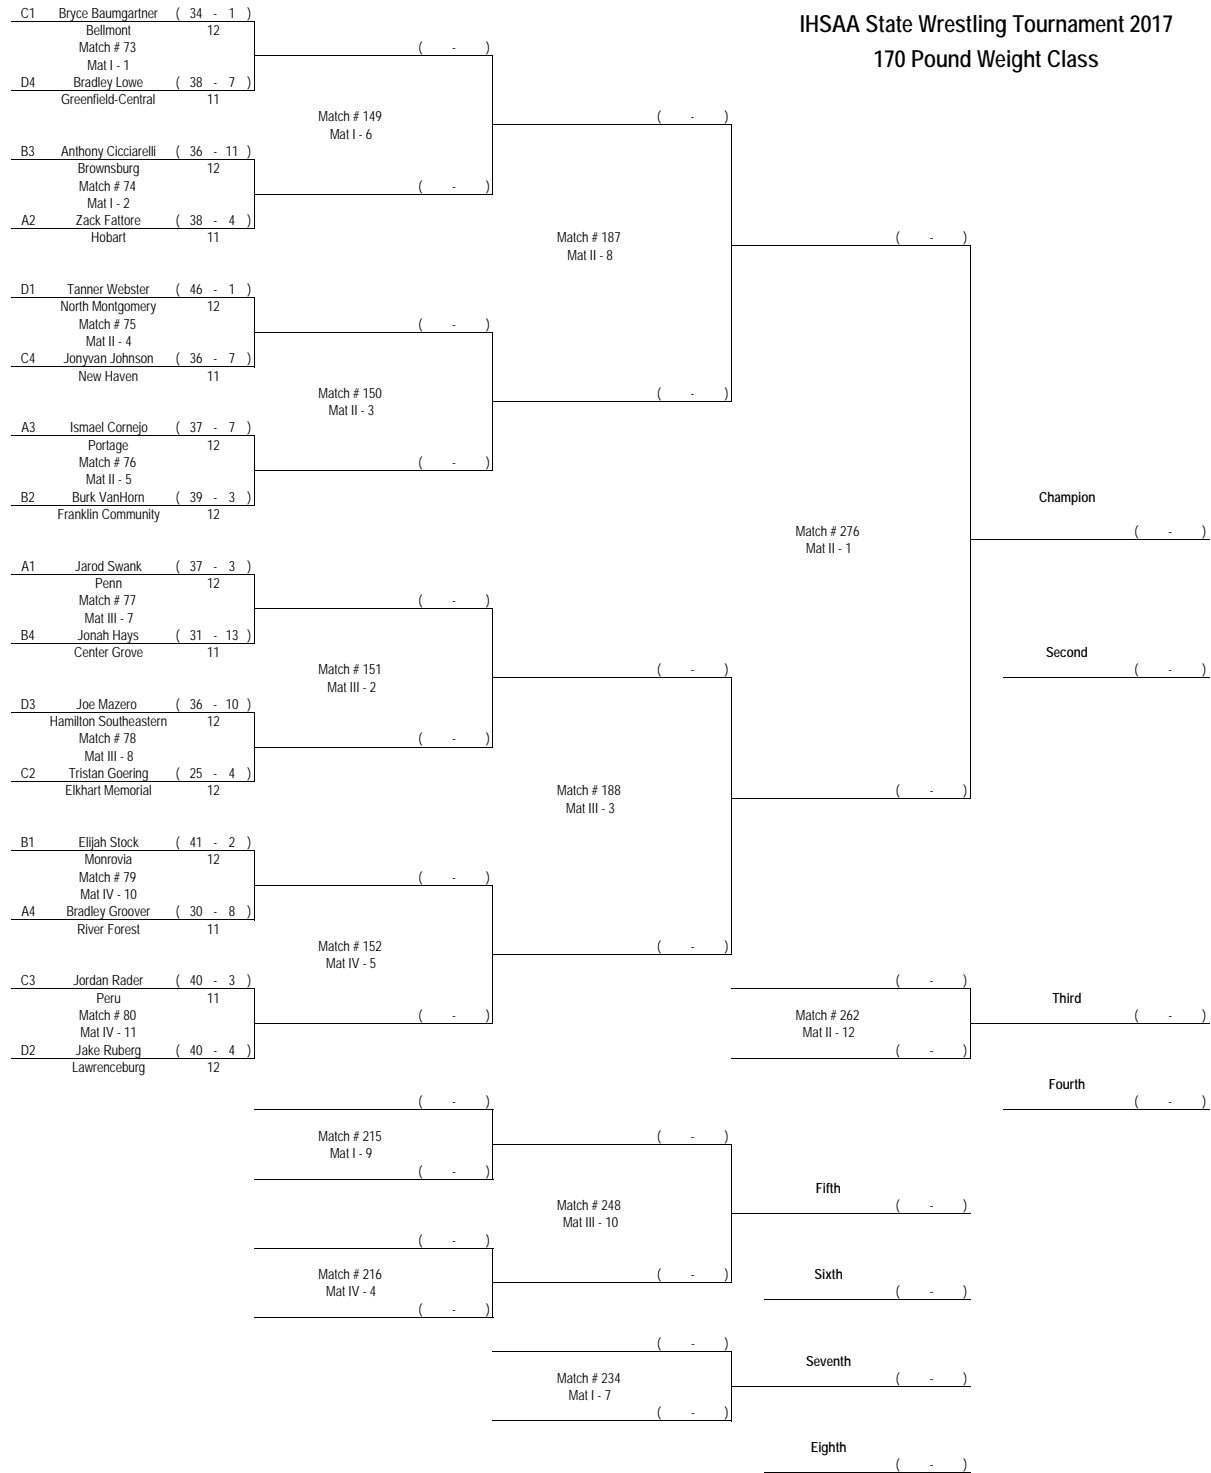 IHSAA State Wrestling Tournament 2017
170 Pound Weight Class
C1 Bryce Baumgartner ( 34 - 1 )
Bellmont 12
Match # 73
Mat I - 1
D4 Bradley Lowe ( 38 - 7 )
Greenfield-Central 11
B3 Anthony Cicciarelli ( 36 - 11 )
Brownsburg 12
Match # 74
Mat I - 2
A2 Zack Fattore ( 38 - 4 )
Hobart 11
D1 Tanner Webster ( 46 - 1 )
North Montgomery 12
Match # 75
Mat II - 4
C4 Jonyvan Johnson ( 36 - 7 )
New Haven 11
A3 Ismael Cornejo ( 37 - 7 )
Portage 12
Match # 76
Mat II - 5
B2 Burk VanHorn ( 39 - 3 )
Franklin Community 12
A1 Jarod Swank ( 37 - 3 )
Penn 12
Match # 77
Mat III - 7
B4 Jonah Hays ( 31 - 13 )
Center Grove 11
D3 Joe Mazero ( 36 - 10 )
Hamilton Southeastern 12
Match # 78
Mat III - 8
C2 Tristan Goering ( 25 - 4 )
Elkhart Memorial 12
B1 Elijah Stock ( 41 - 2 )
Monrovia 12
Match # 79
Mat IV - 10
A4 Bradley Groover ( 30 - 8 )
River Forest 11
C3 Jordan Rader ( 40 - 3 )
Peru 11
Match # 80
Mat IV - 11
D2 Jake Ruberg ( 40 - 4 )
Lawrenceburg 12
( - )
Match # 149
Mat I - 6
( - )
( - )
Match # 150
Mat II - 3
( - )
( - )
Match # 151
Mat III - 2
( - )
( - )
Match # 152
Mat IV - 5
( - )
( - )
Match # 215
Mat I - 9
( - )
( - )
Match # 216
Mat IV - 4
( - )
( - )
Match # 187
Mat II - 8
( - )
( - )
Match # 188
Mat III - 3
( - )
( - )
Match # 248
Mat III - 10
( - )
( - )
Match # 234
Mat I - 7
( - )
( - )
Match # 276
Mat II - 1
( - )
( - )
Match # 262
Mat II - 12
( - )
Champion
( - )
Second
( - )
Third
( - )
Fourth
( - )
Fifth
( - )
Sixth
( - )
Seventh
( - )
Eighth
( - )